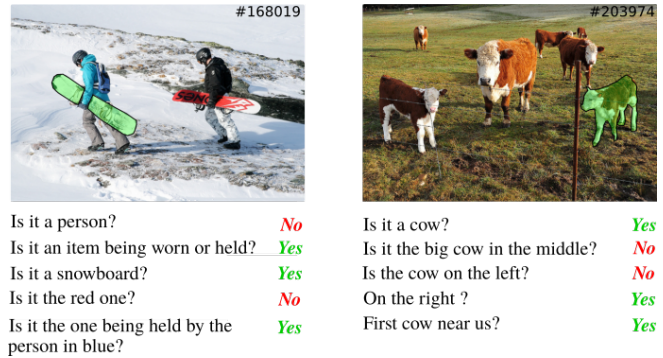 #168019
Is it a person? No
Is it an item being worn or held? Yes
Is it a snowboard? Yes
Is it the red one? No
Is it the one being held by the Yes
person in blue?
#203974
Is it a cow? Yes
Is it the big cow in the middle? No
Is the cow on the left? No
On the right ? Yes
First cow near us? Yes